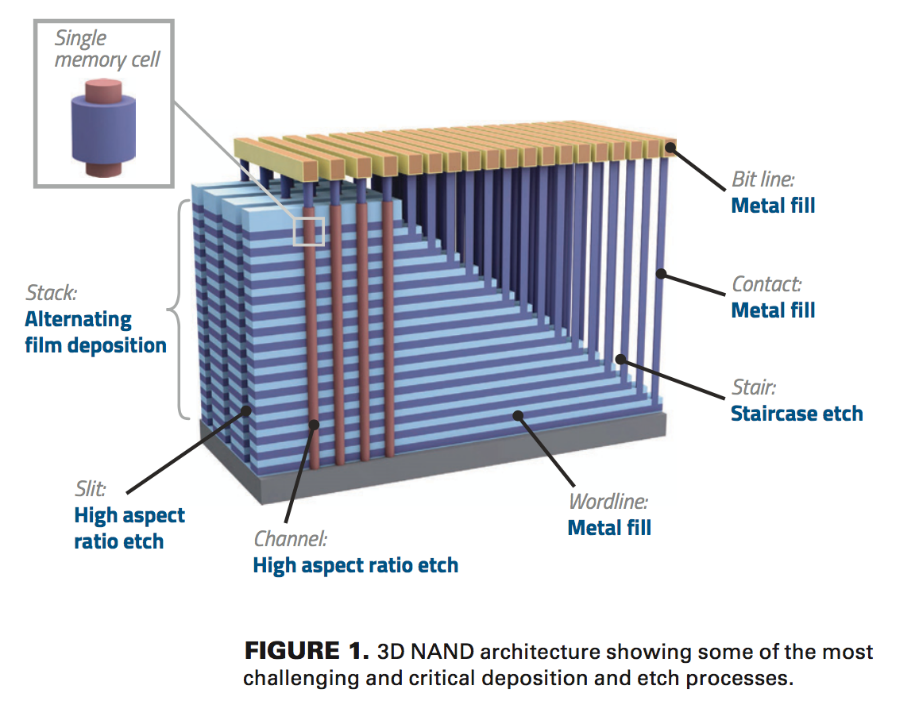 Single
memory cell
Bit line:
Metal fill
Contact:
Metal fill
Stack:
Alternating
film deposition
Stair:
Staircase etch
Slit:
High aspect
ratio etch
Wordline:
Metal fill
Channel:
High aspect ratio etch
FIGURE 1. 3D NAND architecture showing some of the most
challenging and critical deposition and etch processes.